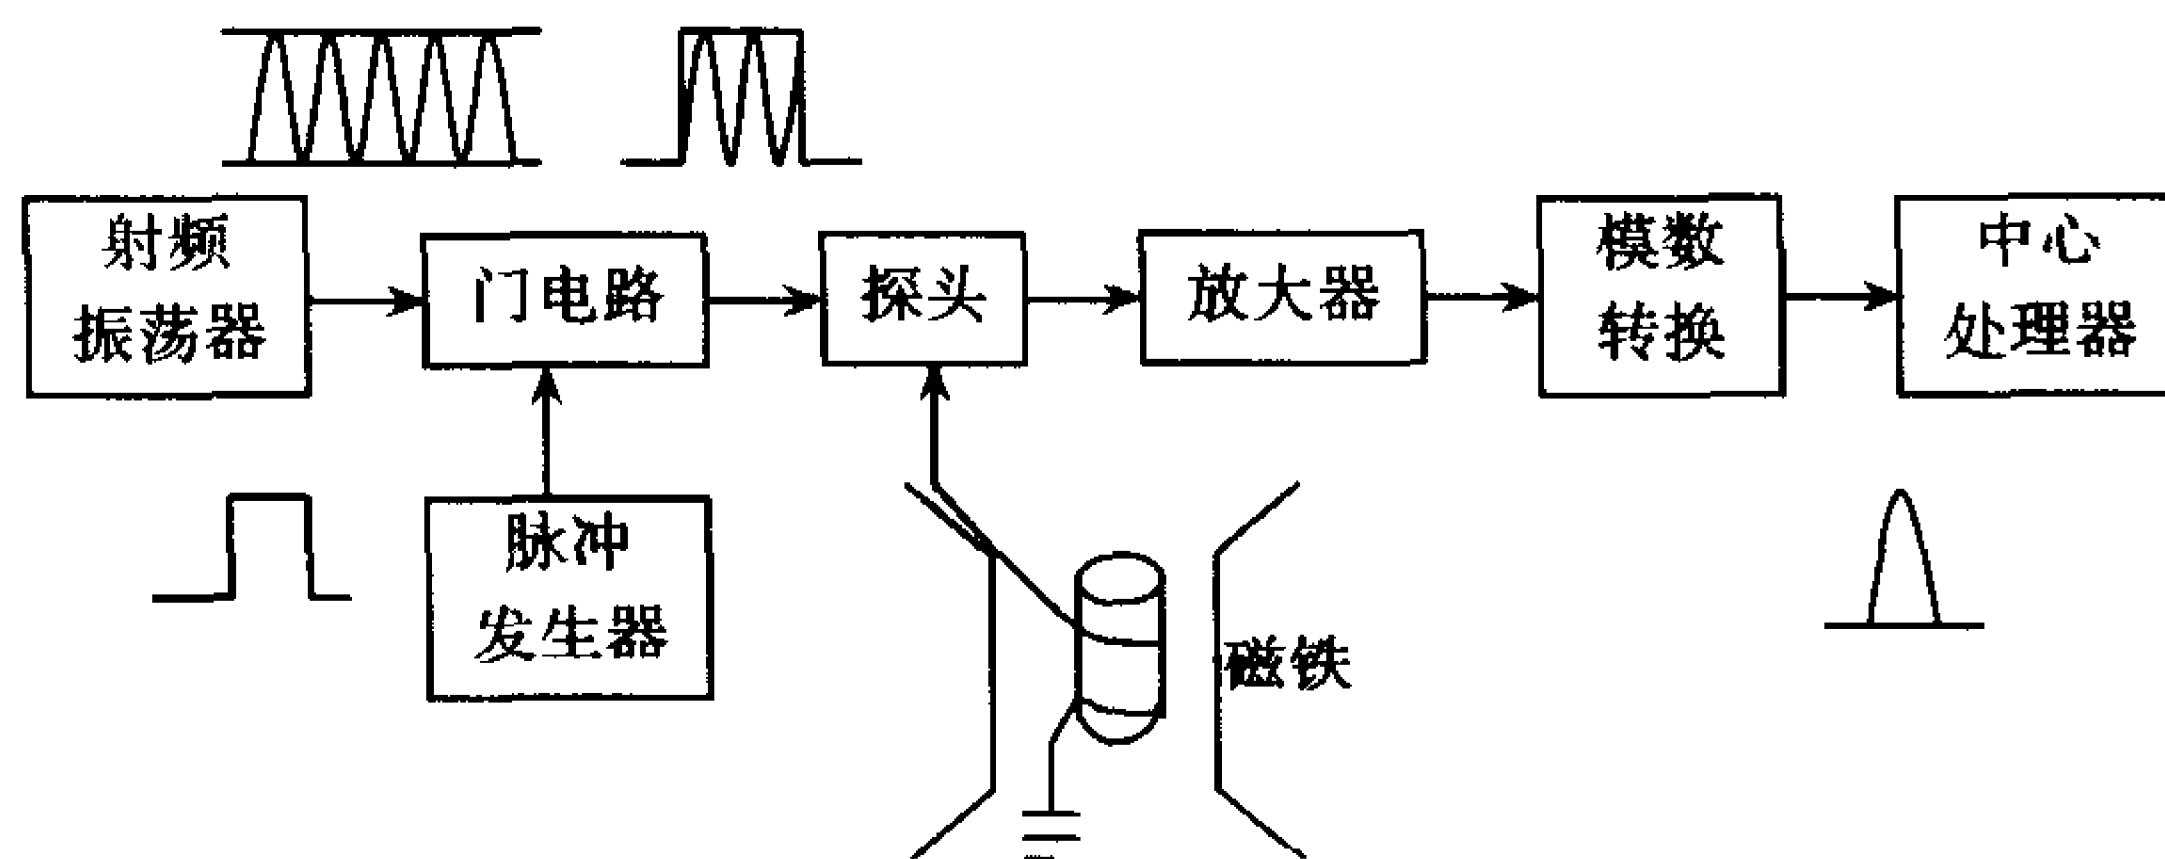 射频
振荡器
门电路
探头
放大器
模数
转换
中心
处理器
脉冲
发生器
磁铁